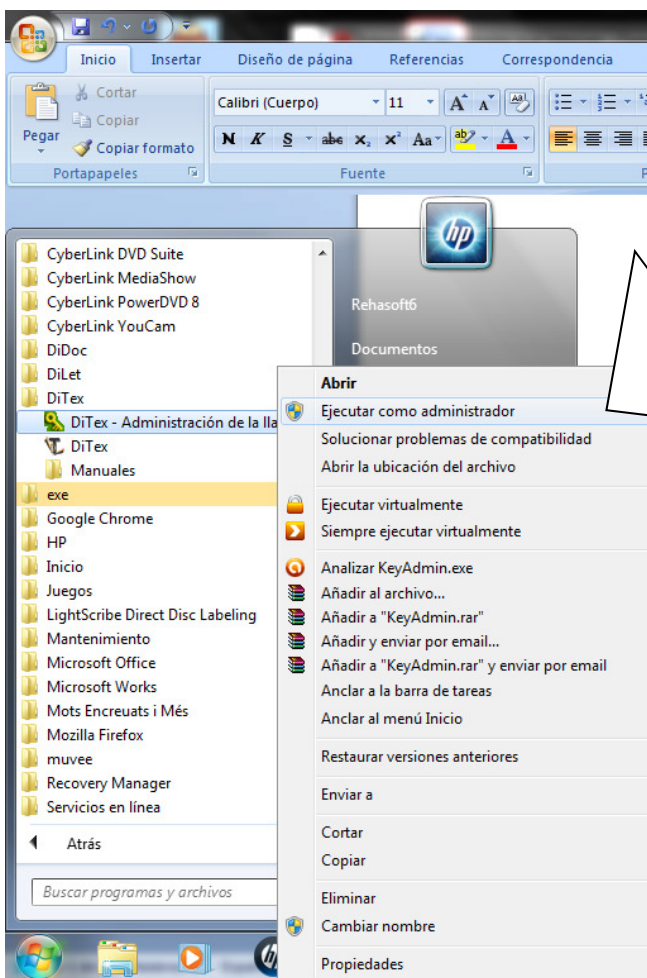 Inicio Insertar Diseño de página Referencias Correspondencia
Cortar
Copiar
Pegar
Copiar formato
Portapapeles
Calibri (Cuerpo) 11
N K S abc x₂ x² Aa ab A
Fuente
hp
Rehasoft6
Documentos
CyberLink DVD Suite
CyberLink MediaShow
CyberLink PowerDVD 8
CyberLink YouCam
DiDoc
DiLet
DiTex
DiTex - Administración de la lla
DiTex
Manuales
exe
Google Chrome
HP
Inicio
Juegos
LightScribe Direct Disc Labeling
Mantenimiento
Microsoft Office
Microsoft Works
Mots Encreuats i Més
Mozilla Firefox
muvee
Recovery Manager
Servicios en línea
Atrás
Buscar programas y archivos
Abrir
Ejecutar como administrador
Solucionar problemas de compatibilidad
Abrir la ubicación del archivo
Ejecutar virtualmente
Siempre ejecutar virtualmente
Analizar KeyAdmin.exe
Añadir al archivo...
Añadir a "KeyAdmin.rar"
Añadir y enviar por email...
Añadir a "KeyAdmin.rar" y enviar por email
Anclar a la barra de tareas
Anclar al menú Inicio
Restaurar versiones anteriores
Enviar a
Cortar
Copiar
Eliminar
Cambiar nombre
Propiedades